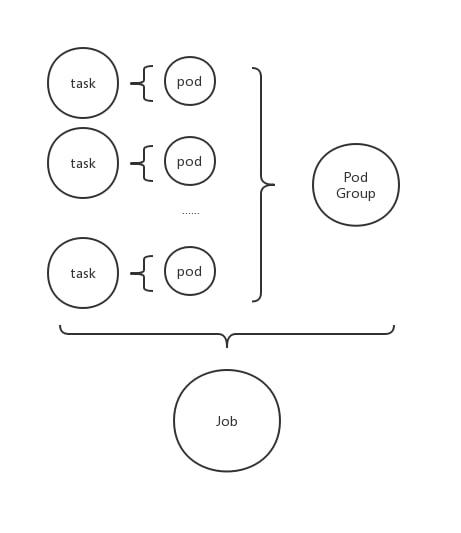 task
pod
task
pod
......
task
pod
Pod
Group
Job